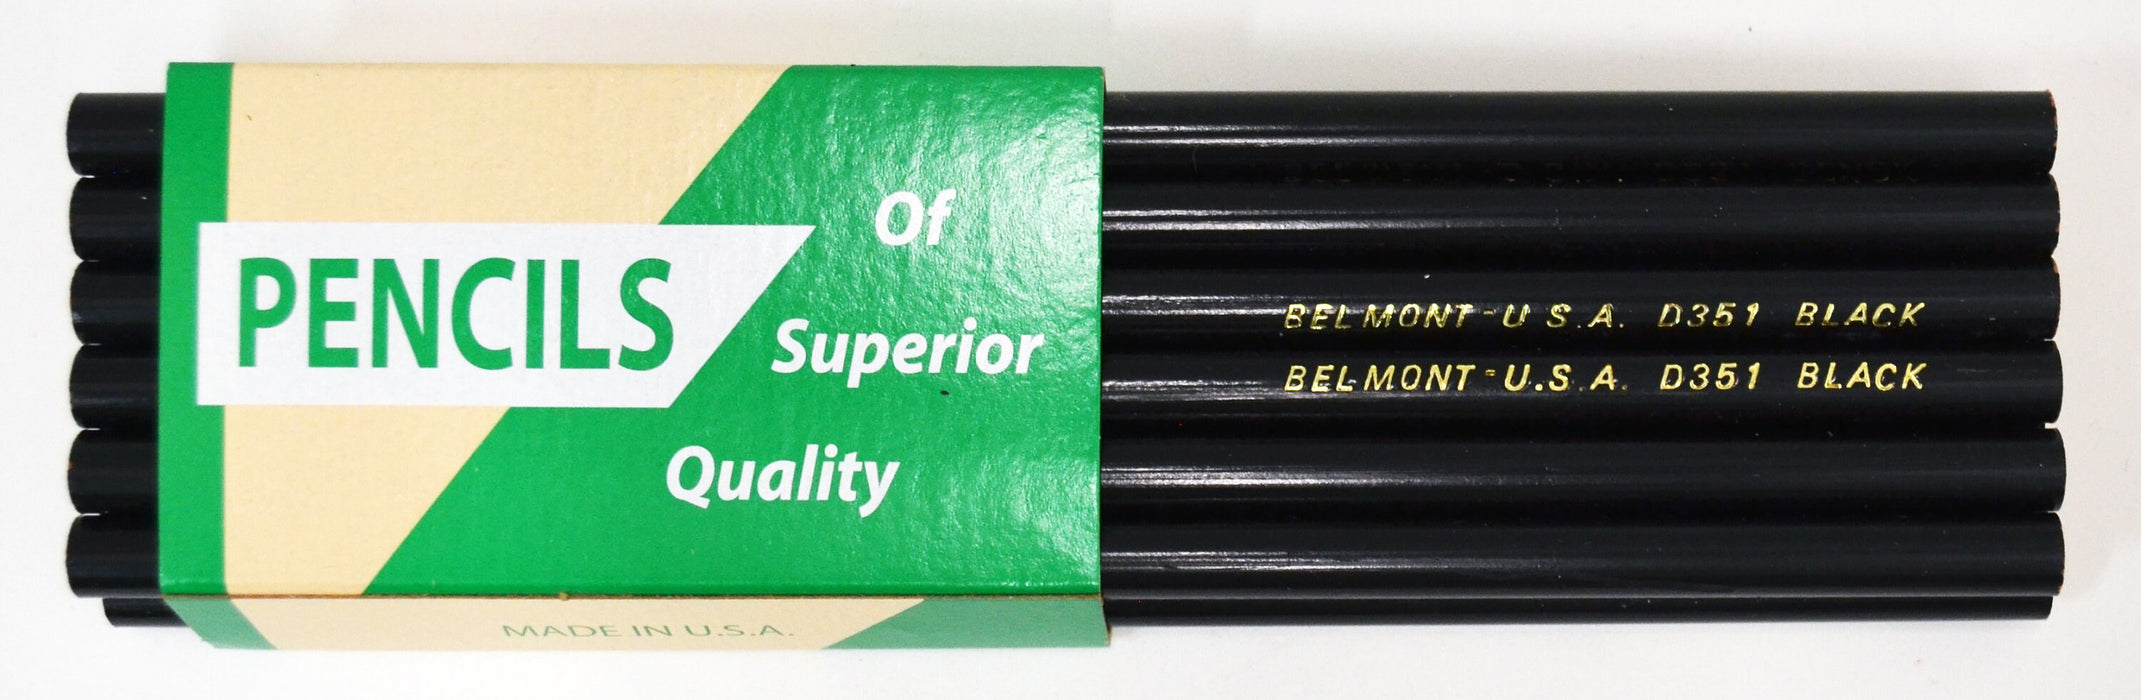 PENCILS
Of
Superior
Quality
MADE IN U.S.A.
BELMONT-U.S.A. D351 BLACK
BELMONT-U.S.A. D351 BLACK